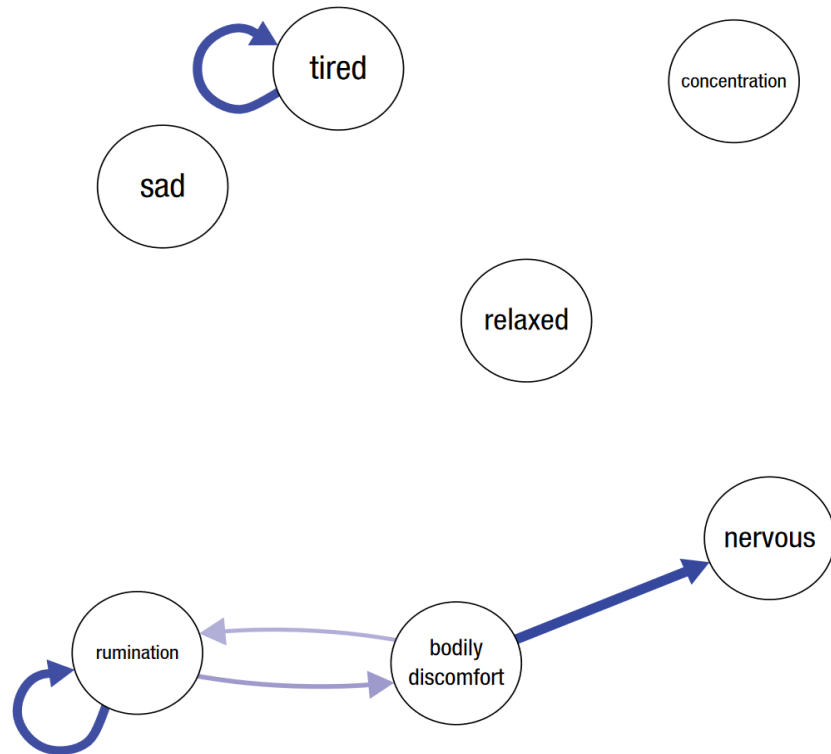 tired
concentration
sad
relaxed
nervous
rumination
bodily
discomfort